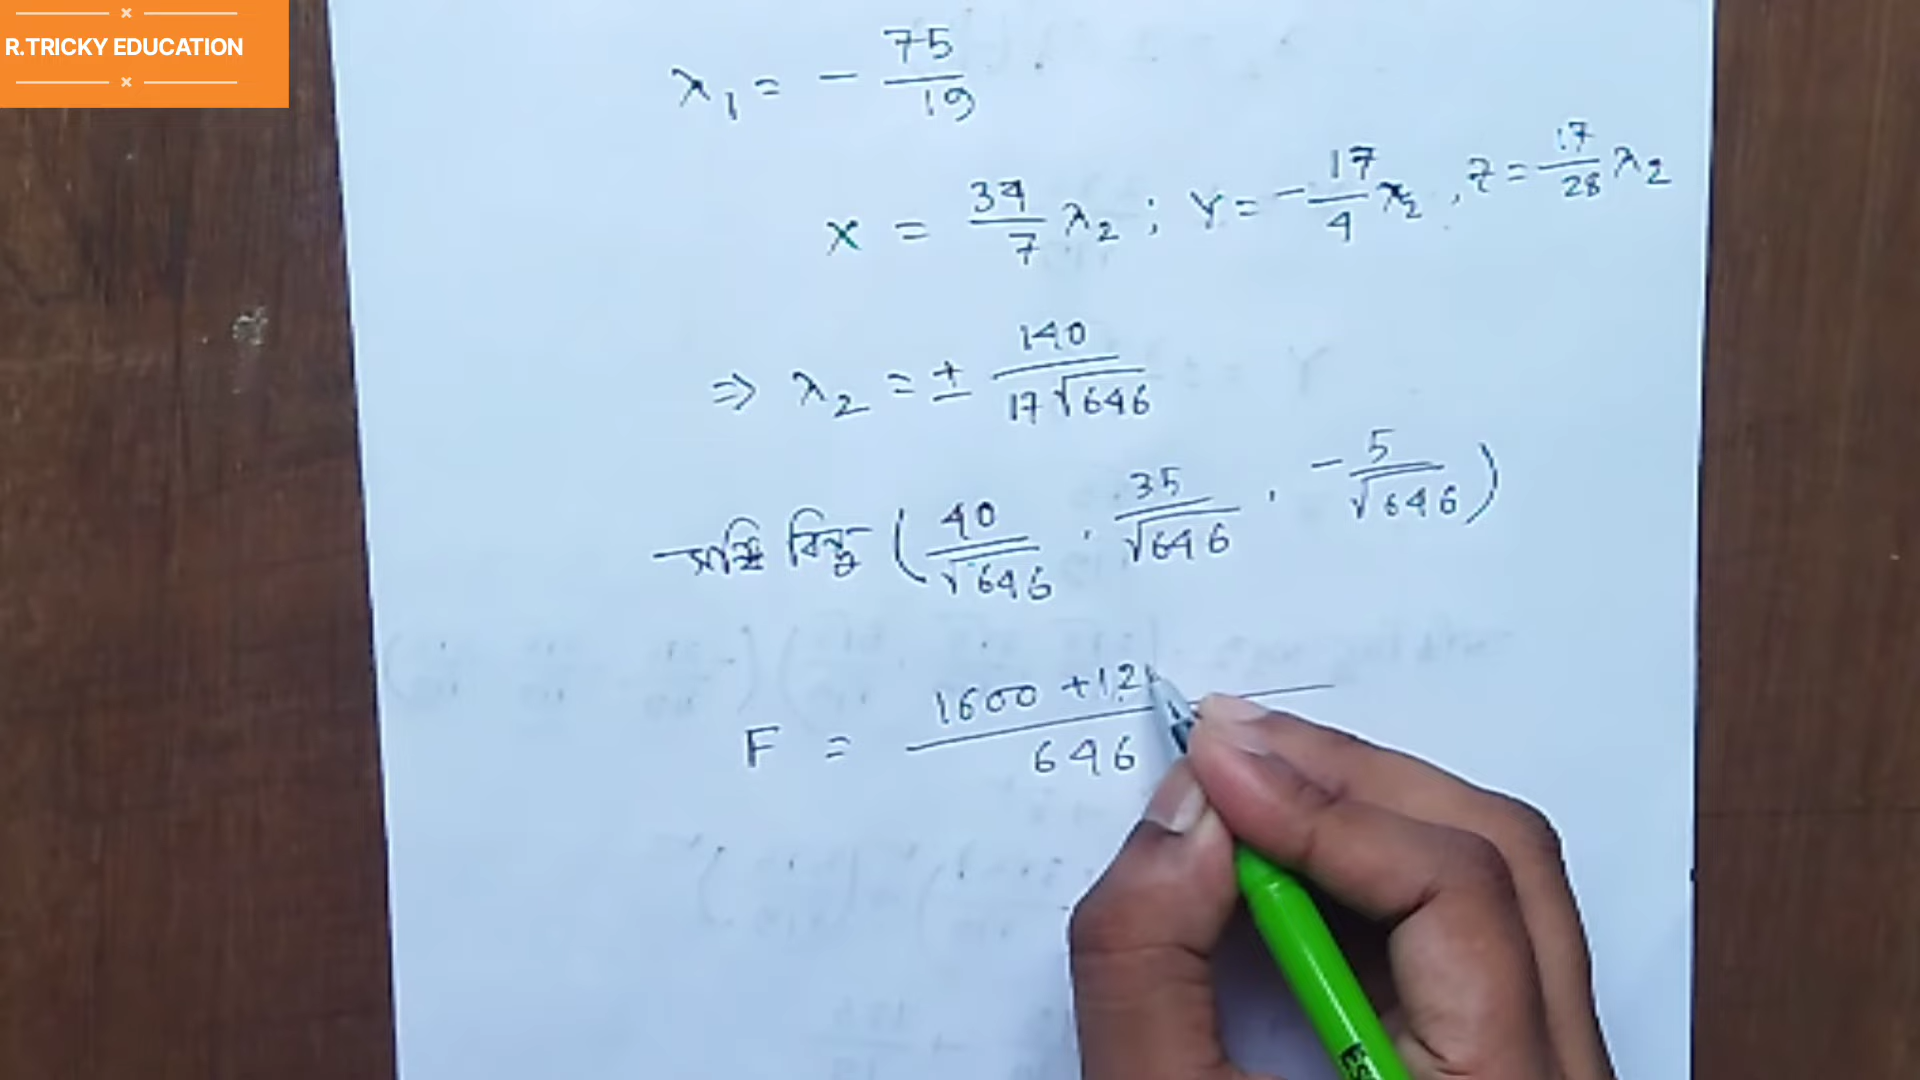 R.TRICKY EDUCATION
λ₁ = - 75/19
x = 34/7 λ₂ ; Y = - 17/4 λ₂ , z = 17/28 λ₂
⇒ λ₂ = ± 140/17√646
সন্ধি বিন্দু ( 40/√646 , 35/√646 , - 5/√646 )
F = 1600 + 12 / 646